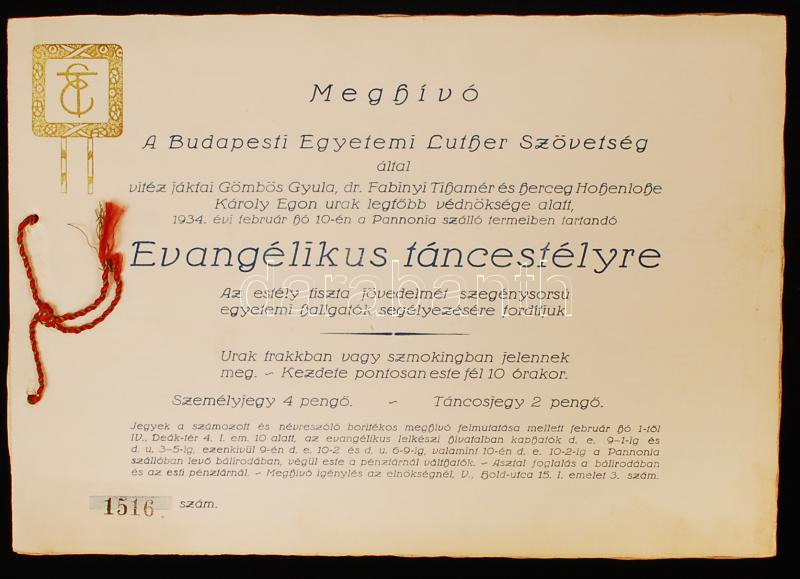 Meghívó
A Budapesti Egyetemi Luther Szövetség
által
vitéz jákfai Gömbös Gyula, dr. Fabinyi Tihamér és herceg Hohenlohe
Károly Egon urak legfőbb védnöksége alatt,
1934. évi február hó 10-én a Pannonia szálló termeiben tartandó
Evangélikus táncestélyre
Az estély tiszta jövedelmét szegénysorsú
egyetemi hallgatók segélyezésére fordítjuk
darabanth
Urak frakkban vagy szmokingban jelennek
meg. ~ Kezdete pontosan este fél 10 órakor.
Személyjegy 4 pengő. ~ Táncosjegy 2 pengő.
Jegyek a számozott és névreszóló borítékos meghívó felmutatása mellett február hó 1-től
IV., Deák-tér 4. I. em. 10 alatt, az evangélikus lelkészi hivatalban kaphatók d. e. 9-1-ig és
d. u. 3-5-ig, ezenkívül 9-én d. e. 10-2 és d. u. 6-9-ig, valamint 10-én d. e. 10-2-ig a Pannonia
szállóban levő bálirodában, végül este a pénztárnál válthatók. ~ Asztal foglalás a bálirodában
és az esti pénztárnál. ~ Meghívó igénylés az elnökségnél, V., Hold-utca 15. I. emelet 3. szám.
1516 szám.